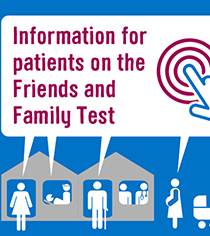 Information for
patients on the
Friends and
Family Test